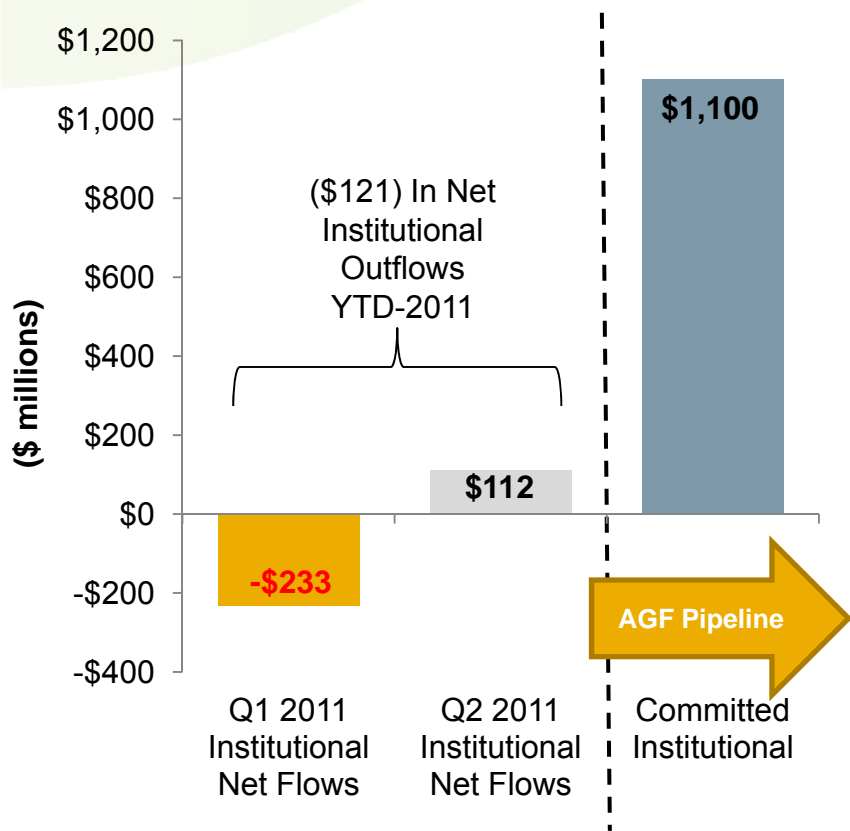 $1,200
$1,000
$800
$600
$400
$200
$0
-$200
-$400
($ millions)
($121) In Net
Institutional
Outflows
YTD-2011
$1,100
$112
-$233
AGF Pipeline
Q1 2011
Institutional
Net Flows
Q2 2011
Institutional
Net Flows
Committed
Institutional